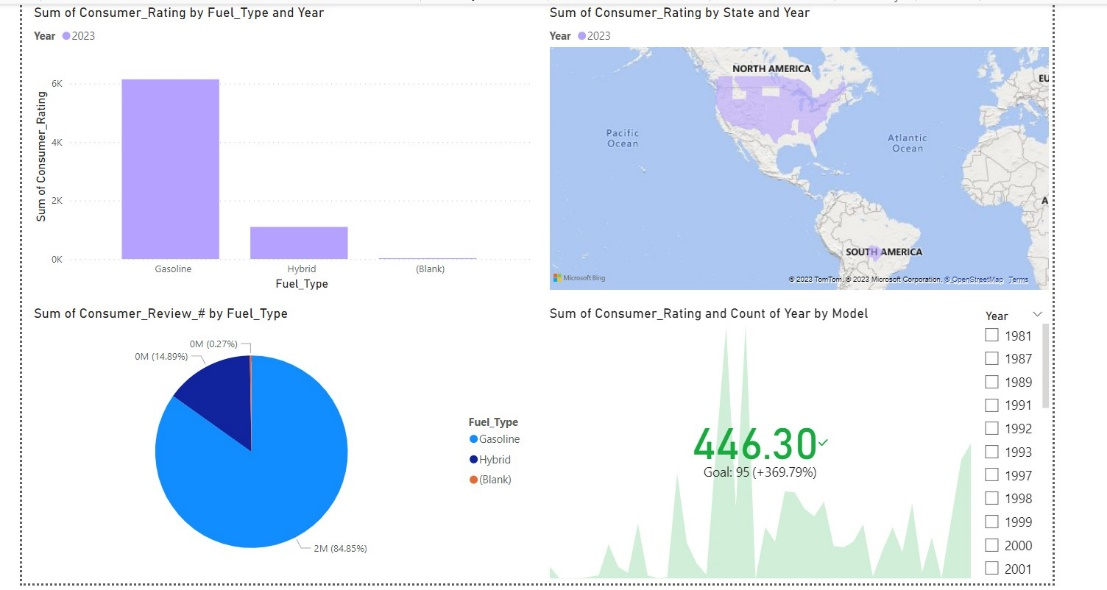 Sum of Consumer_Rating by Fuel_Type and Year
Year 2023
Sum of Consumer_Rating
6K
4K
2K
0K
Gasoline Hybrid (Blank)
Fuel_Type
Sum of Consumer_Rating by State and Year
Year 2023
NORTH AMERICA
EU
Pacific
Ocean
Atlantic
Ocean
A
SOUTH AMERICA
Microsoft Bing
© 2023 TomTom, © 2023 Microsoft Corporation, © OpenStreetMap Terms
Sum of Consumer_Review_# by Fuel_Type
0M (0.27%)
0M (14.89%)
2M (84.85%)
Fuel_Type
Gasoline
Hybrid
(Blank)
Sum of Consumer_Rating and Count of Year by Model
446.30
Goal: 95 (+369.79%)
Year
1981
1987
1989
1991
1992
1993
1997
1998
1999
2000
2001